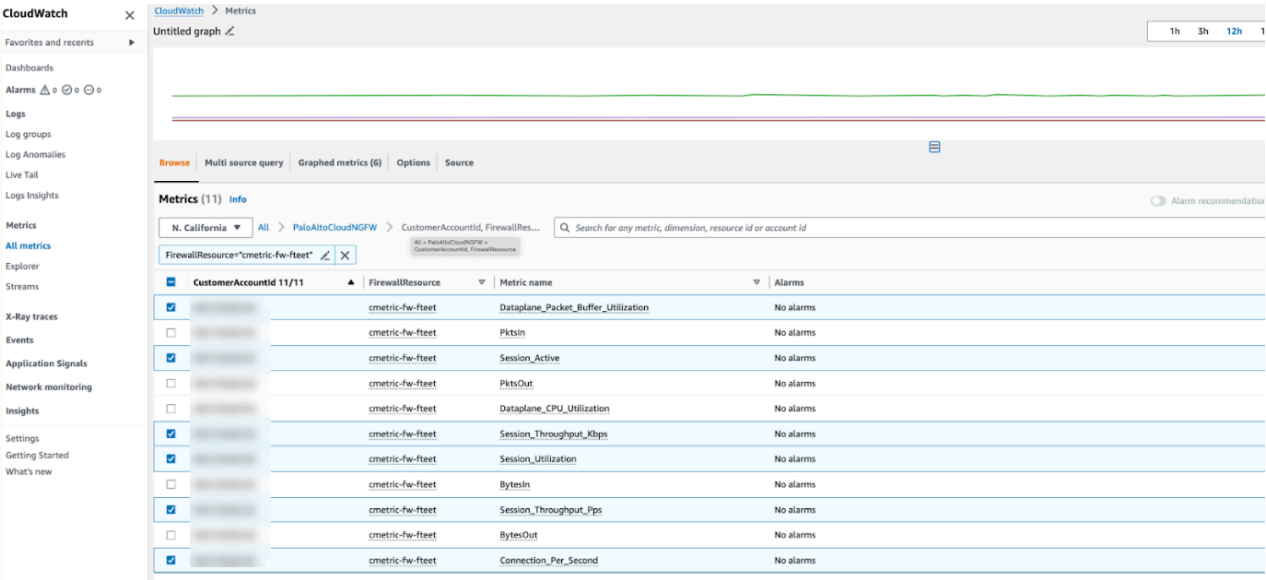 CloudWatch
CloudWatch > Metrics
Favorites and recents
Untitled graph
1h 3h 12h
Dashboards
Alarms 0 0 0
Logs
Log groups
Log Anomalies
Live Tail
Logs Insights
Metrics
All metrics
Explorer
Streams
X-Ray traces
Events
Application Signals
Network monitoring
Insights
Settings
Getting Started
What's new
Browse Multi source query Graphed metrics (6) Options Source
Metrics (11) Info
Alarm recommendation
N. California All > PaloAltoCloudNGFW > CustomerAccountId, FirewallRes... Search for any metric, dimension, resource id or account id
All > PaloAltoCloudNGFW >
CustomerAccountId, FirewallResource
FirewallResource="cmetric-fw-fteet"
CustomerAccountId 11/11 FirewallResource Metric name Alarms
cmetric-fw-fteet Dataplane_Packet_Buffer_Utilization No alarms
cmetric-fw-fteet PktsIn No alarms
cmetric-fw-fteet Session_Active No alarms
cmetric-fw-fteet PktsOut No alarms
cmetric-fw-fteet Dataplane_CPU_Utilization No alarms
cmetric-fw-fteet Session_Throughput_Kbps No alarms
cmetric-fw-fteet Session_Utilization No alarms
cmetric-fw-fteet BytesIn No alarms
cmetric-fw-fteet Session_Throughput_Pps No alarms
cmetric-fw-fteet BytesOut No alarms
cmetric-fw-fteet Connection_Per_Second No alarms